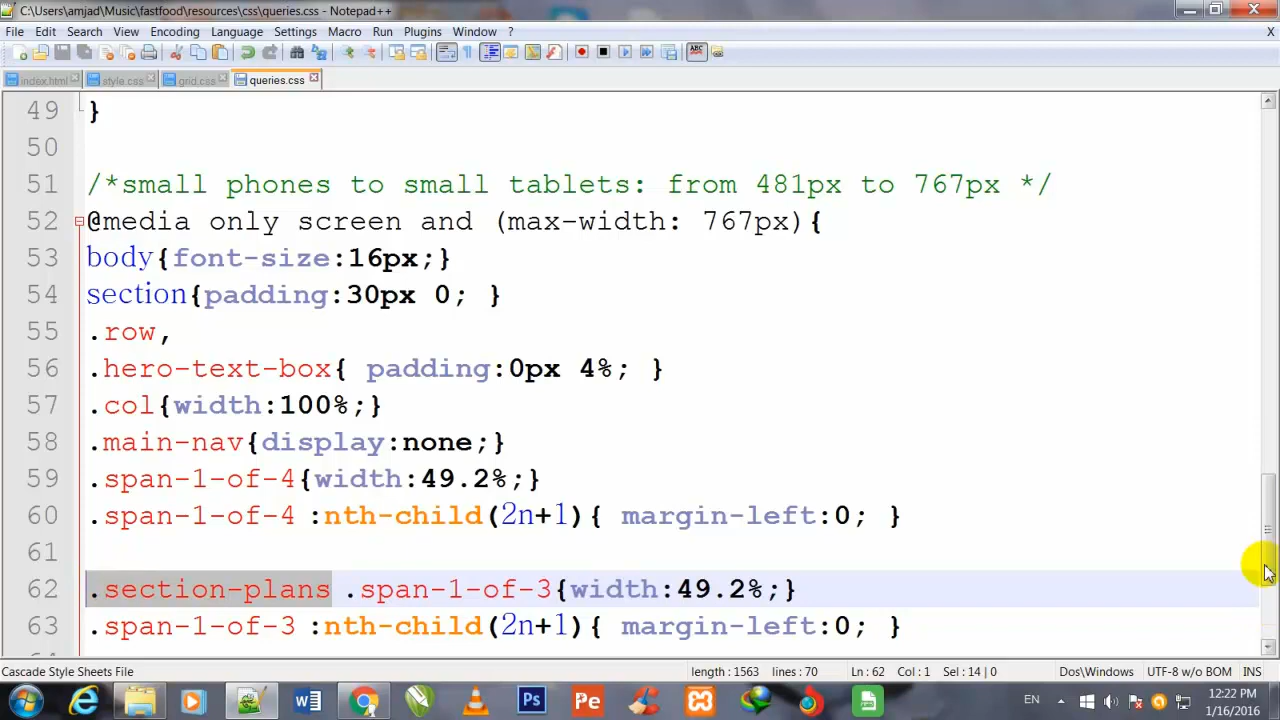 C:\Users\amjad\Music\fastfood\resources\css\queries.css - Notepad++
File Edit Search View Encoding Language Settings Macro Run Plugins Window ? X
index.html style.css grid.css queries.css
49 }
50
51 /*small phones to small tablets: from 481px to 767px */
52 @media only screen and (max-width: 767px){
53 body{font-size:16px;}
54 section{padding:30px 0; }
55 .row,
56 .hero-text-box{ padding:0px 4%; }
57 .col{width:100%;}
58 .main-nav{display:none;}
59 .span-1-of-4{width:49.2%;}
60 .span-1-of-4 :nth-child(2n+1){ margin-left:0; }
61
62 .section-plans .span-1-of-3{width:49.2%;}
63 .span-1-of-3 :nth-child(2n+1){ margin-left:0; }
Cascade Style Sheets File length : 1563 lines : 70 Ln : 62 Col : 1 Sel : 14 | 0 Dos\Windows UTF-8 w/o BOM INS
EN 12:22 PM
1/16/2016